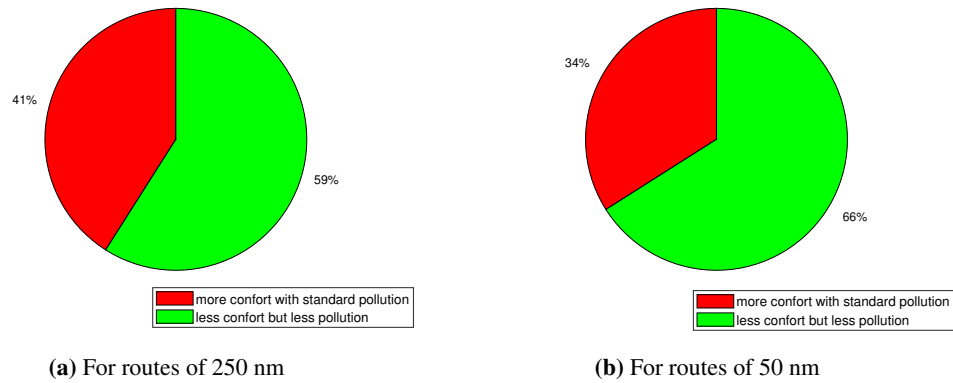 41%
59%
more confort with standard pollution
less confort but less pollution
(a) For routes of 250 nm
34%
66%
more confort with standard pollution
less confort but less pollution
(b) For routes of 50 nm